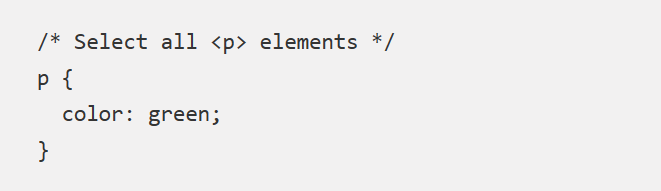 /* Select all <p> elements */
p {
  color: green;
}